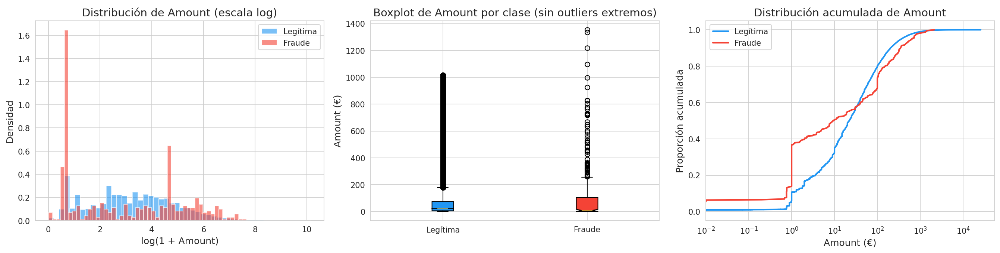 Distribución de Amount (escala log)
Densidad
1.6
1.4
1.2
1.0
0.8
0.6
0.4
0.2
0.0
Legítima
Fraude
0 2 4 6 8 10
log(1 + Amount)
Boxplot de Amount por clase (sin outliers extremos)
Amount (€)
1400
1200
1000
800
600
400
200
0
Legítima Fraude
Distribución acumulada de Amount
Proporción acumulada
1.0
0.8
0.6
0.4
0.2
0.0
Legítima
Fraude
10⁻² 10⁻¹ 10⁰ 10¹ 10² 10³ 10⁴
Amount (€)